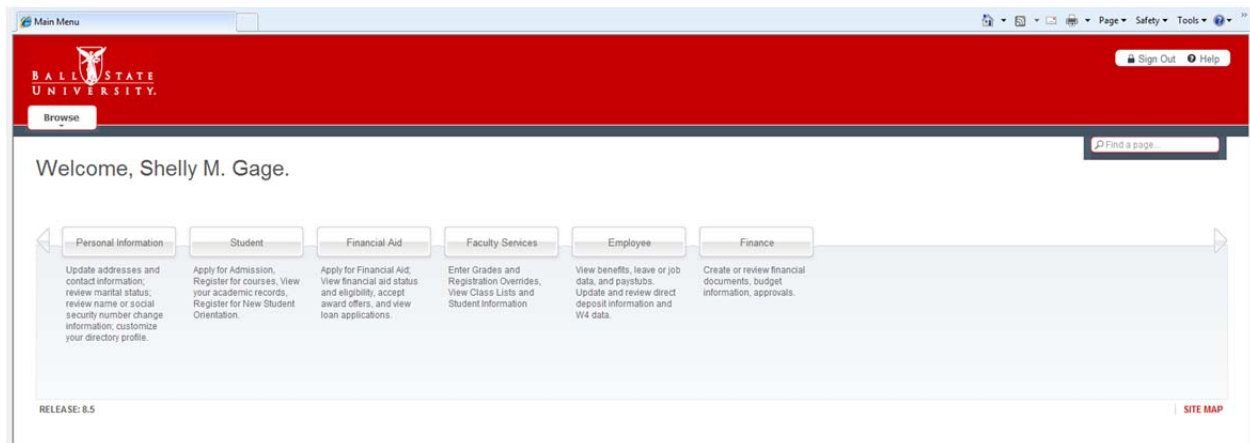 Main Menu
Page Safety Tools
BALL STATE
UNIVERSITY.
Sign Out Help
Browse
Find a page...
Welcome, Shelly M. Gage.
Personal Information
Update addresses and
contact information;
review marital status;
review name or social
security number change
information; customize
your directory profile.
Student
Apply for Admission,
Register for courses, View
your academic records,
Register for New Student
Orientation.
Financial Aid
Apply for Financial Aid;
View financial aid status
and eligibility, accept
award offers, and view
loan applications.
Faculty Services
Enter Grades and
Registration Overrides,
View Class Lists and
Student Information
Employee
View benefits, leave or job
data, and paystubs.
Update and review direct
deposit information and
W4 data.
Finance
Create or review financial
documents, budget
information, approvals.
RELEASE: 8.5
SITE MAP